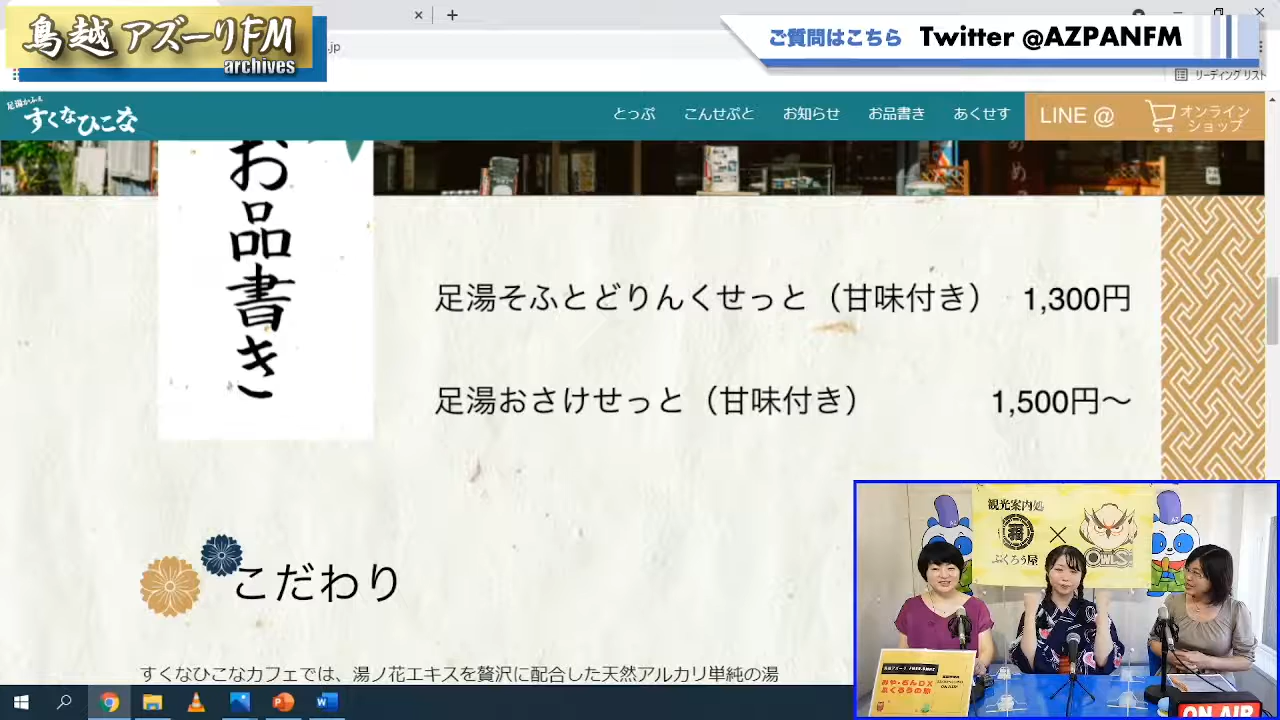 鳥越 アズーリFM
archives
.jp
ご質問はこちら Twitter @AZPANFM
リーディング リスト
足湯かふぇ
すくなひこな
とっぷ こんせぷと お知らせ お品書き あくせす LINE @ オンライン
ショップ
お品書き
足湯そふとどりんくせっと（甘味付き） 1,300円
足湯おさけせっと（甘味付き） 1,500円～
こだわり
すくなひこなカフェでは、湯ノ花エキスを贅沢に配合した天然アルカリ単純の湯
観光案内処
ふくろう屋
×
OWLS
ON AIR